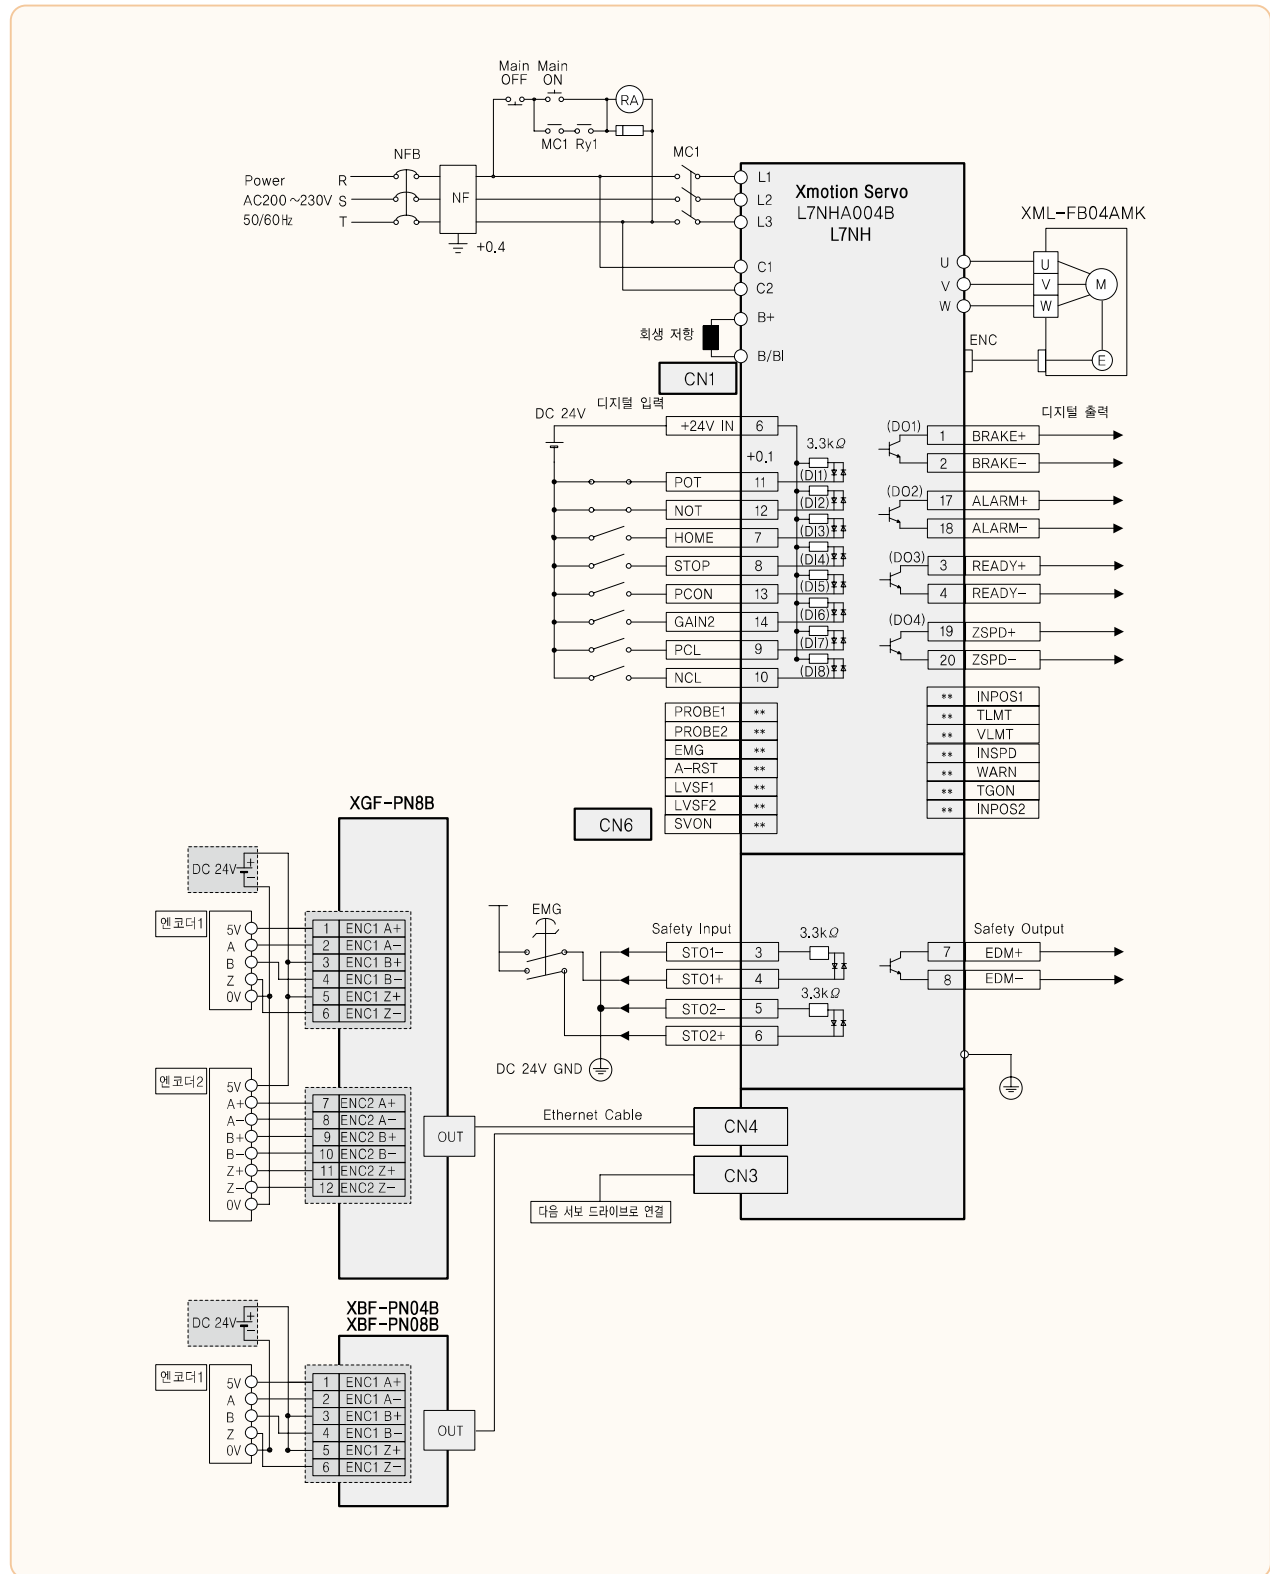 Main OFF
Main ON
RA
MC1 Ry1
NFB
MC1
Power
AC200~230V
50/60Hz
R
S
T
NF
+0.4
L1
L2
L3
C1
C2
B+
B/BI
Xmotion Servo
L7NHA004B
L7NH
XML-FB04AMK
U
V
W
U
V
W
M
ENC
E
회생 저항
CN1
디지털 입력
DC 24V
+24V IN 6
+0.1
3.3kΩ
POT 11 (DI1)
NOT 12 (DI2)
HOME 7 (DI3)
STOP 8 (DI4)
PCON 13 (DI5)
GAIN2 14 (DI6)
PCL 9 (DI7)
NCL 10 (DI8)
PROBE1 **
PROBE2 **
EMG **
A-RST **
LVSF1 **
LVSF2 **
SVON **
CN6
디지털 출력
(DO1)
1 BRAKE+
2 BRAKE-
(DO2)
17 ALARM+
18 ALARM-
(DO3)
3 READY+
4 READY-
(DO4)
19 ZSPD+
20 ZSPD-
** INPOS1
** TLMT
** VLMT
** INSPD
** WARN
** TGON
** INPOS2
EMG
Safety Input
STO1- 3
STO1+ 4
STO2- 5
STO2+ 6
3.3kΩ
3.3kΩ
DC 24V GND
Safety Output
7 EDM+
8 EDM-
Ethernet Cable
CN4
CN3
다음 서보 드라이브로 연결
XGF-PN8B
DC 24V
+
-
엔코더1
5V
A
B
Z
0V
1 ENC1 A+
2 ENC1 A-
3 ENC1 B+
4 ENC1 B-
5 ENC1 Z+
6 ENC1 Z-
엔코더2
5V
A+
A-
B+
B-
Z+
Z-
0V
7 ENC2 A+
8 ENC2 A-
9 ENC2 B+
10 ENC2 B-
11 ENC2 Z+
12 ENC2 Z-
OUT
XBF-PN04B
XBF-PN08B
DC 24V
+
-
엔코더1
5V
A
B
Z
0V
1 ENC1 A+
2 ENC1 A-
3 ENC1 B+
4 ENC1 B-
5 ENC1 Z+
6 ENC1 Z-
OUT